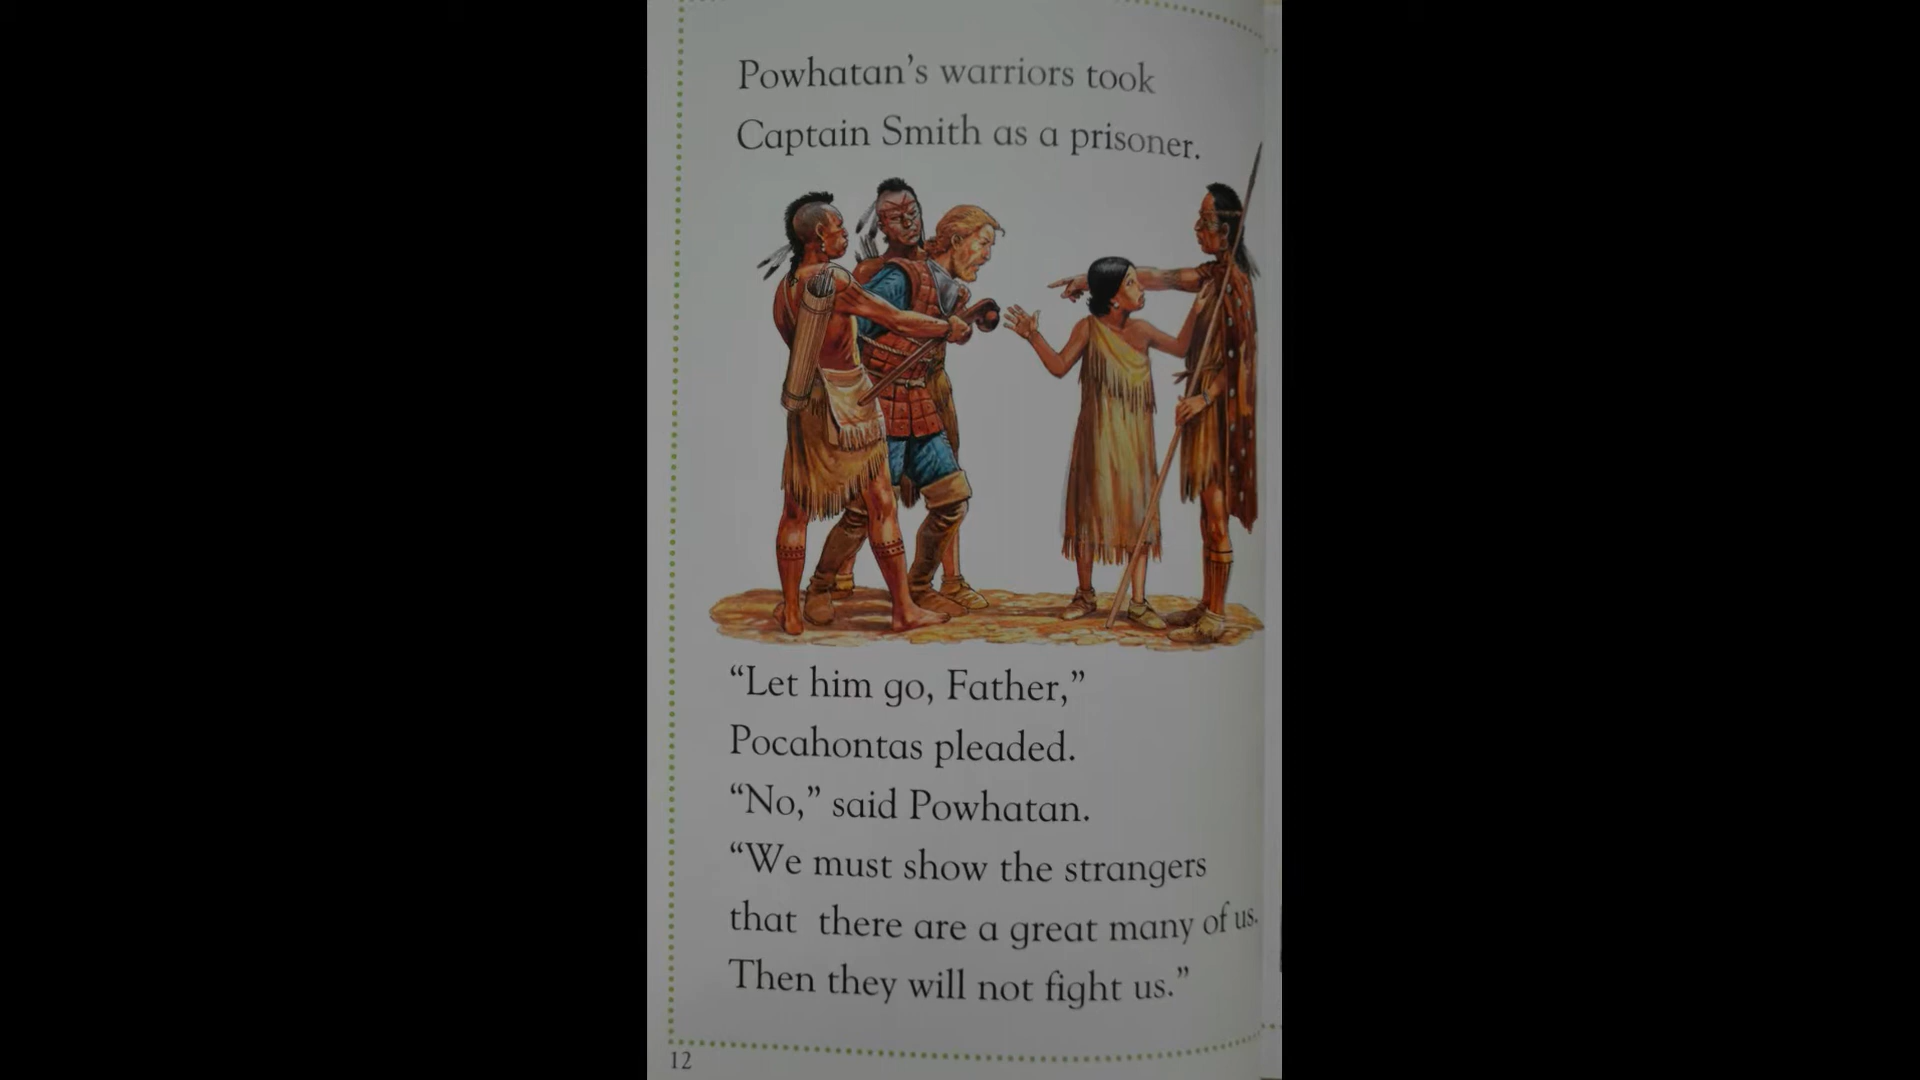 Powhatan's warriors took
Captain Smith as a prisoner.
“Let him go, Father,”
Pocahontas pleaded.
“No,” said Powhatan.
“We must show the strangers
that there are a great many of us.
Then they will not fight us.”
12